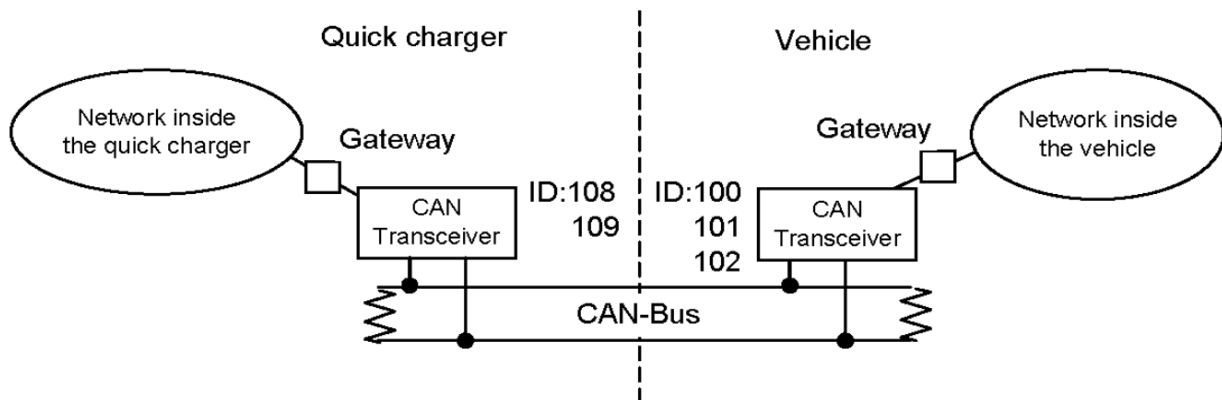 Quick charger
Vehicle
Network inside
the quick charger
Gateway
CAN
Transceiver
ID:108
109
ID:100
101
102
Gateway
Network inside
the vehicle
CAN
Transceiver
CAN-Bus